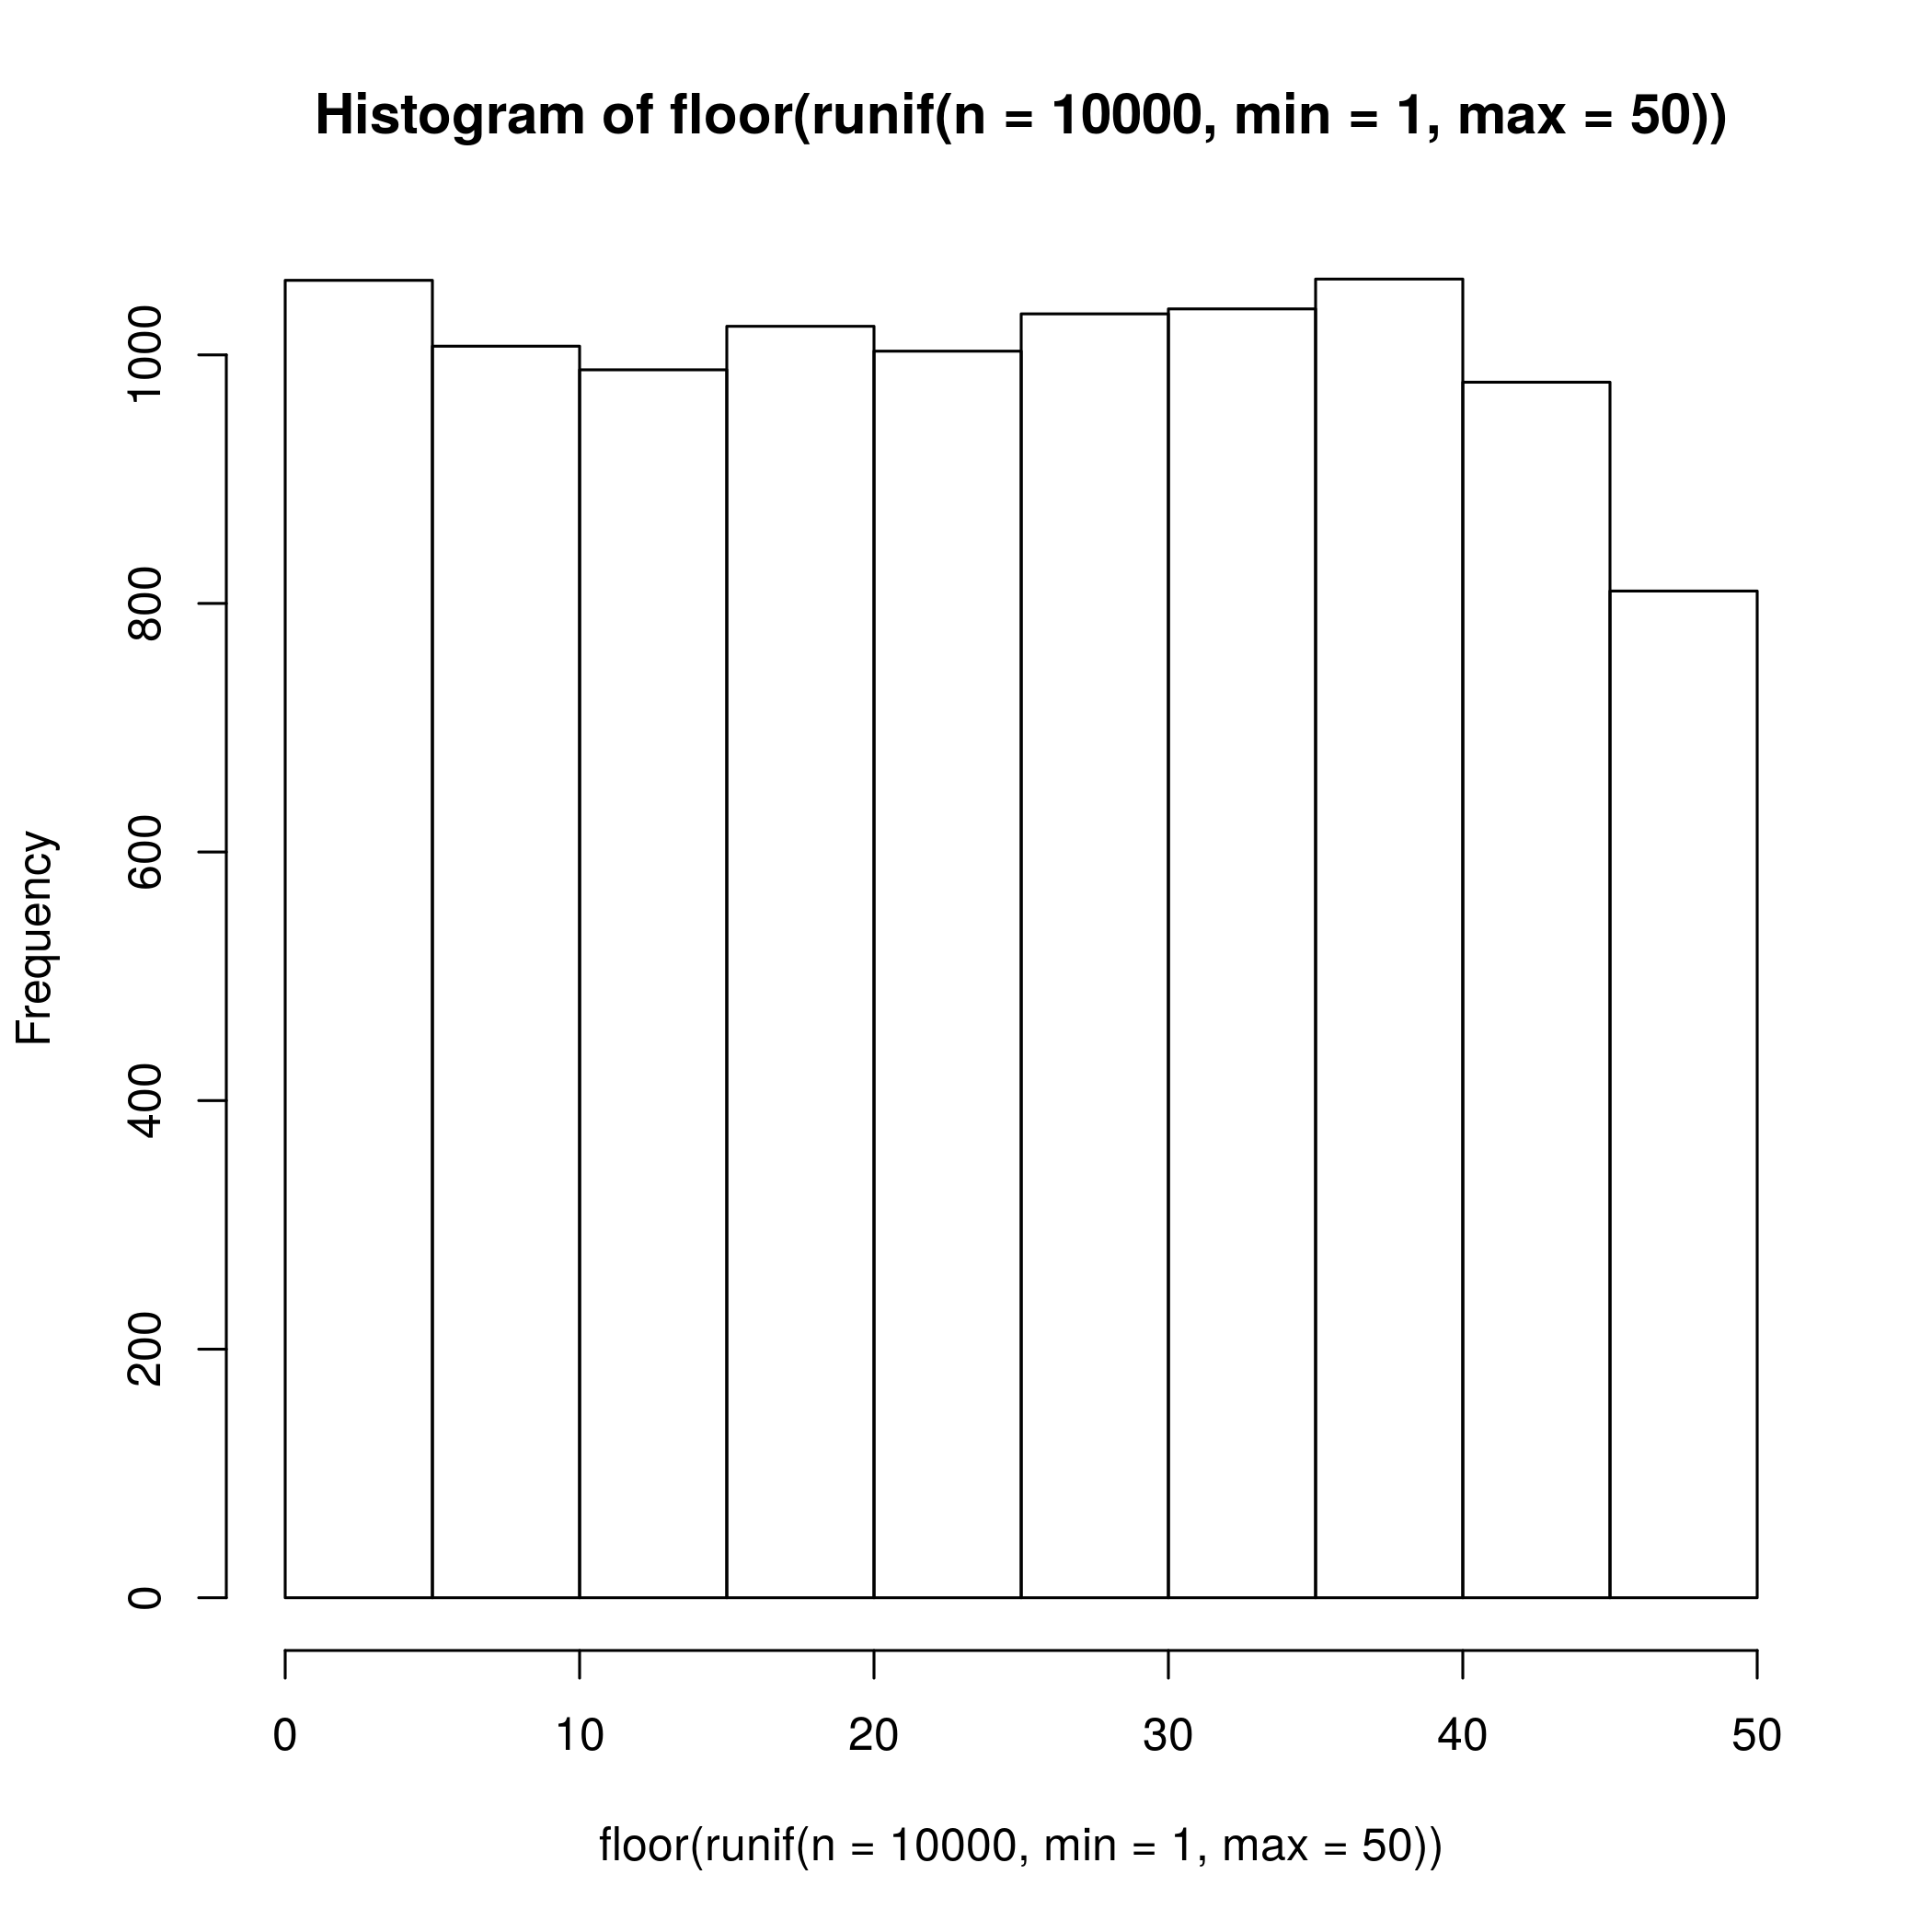 Histogram of floor(runif(n = 10000, min = 1, max = 50))
Frequency
1000
800
600
400
200
0
0 10 20 30 40 50
floor(runif(n = 10000, min = 1, max = 50))